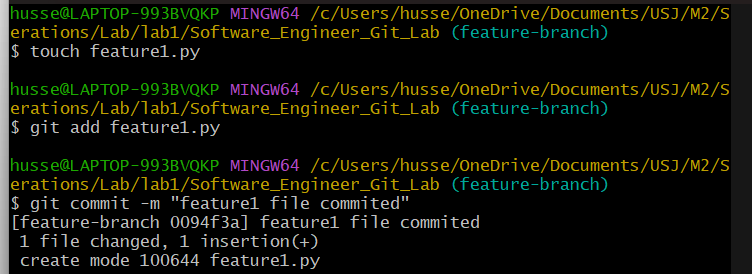 husse@LAPTOP-993BVQKP MINGW64 /c/Users/husse/OneDrive/Documents/USJ/M2/S
erations/Lab/lab1/Software_Engineer_Git_Lab (feature-branch)
$ touch feature1.py
husse@LAPTOP-993BVQKP MINGW64 /c/Users/husse/OneDrive/Documents/USJ/M2/S
erations/Lab/lab1/Software_Engineer_Git_Lab (feature-branch)
$ git add feature1.py
husse@LAPTOP-993BVQKP MINGW64 /c/Users/husse/OneDrive/Documents/USJ/M2/S
erations/Lab/lab1/Software_Engineer_Git_Lab (feature-branch)
$ git commit -m "feature1 file commited"
[feature-branch 0094f3a] feature1 file commited
 1 file changed, 1 insertion(+)
 create mode 100644 feature1.py